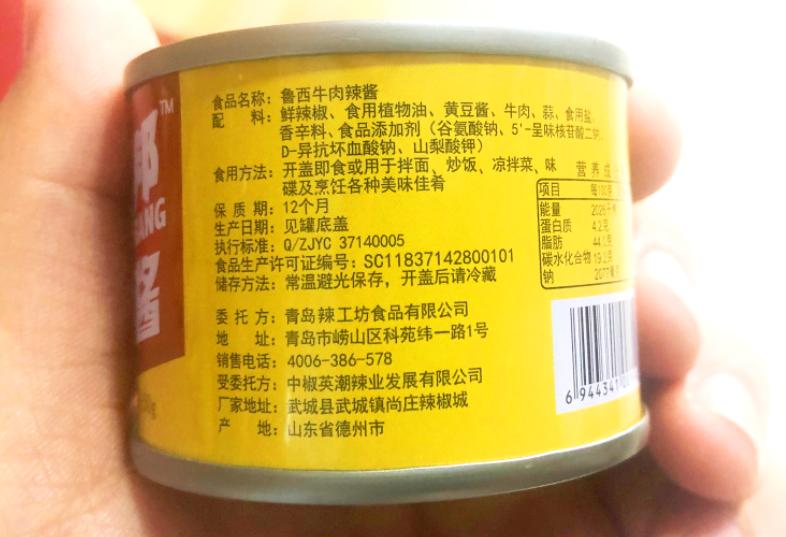 邦
TM
BANG
酱
食品名称：鲁西牛肉辣酱
配 料：鲜辣椒、食用植物油、黄豆酱、牛肉、蒜、食用盐、
香辛料、食品添加剂（谷氨酸钠、5'-呈味核苷酸二钠、
D-异抗坏血酸钠、山梨酸钾）
食用方法：开盖即食或用于拌面、炒饭、凉拌菜、味
碟及烹饪各种美味佳肴
保 质 期：12个月
生产日期：见罐底盖
执行标准：Q/ZJYC 37140005
食品生产许可证编号：SC11837142800101
储存方法：常温避光保存，开盖后请冷藏
委 托 方：青岛辣工坊食品有限公司
地 址：青岛市崂山区科苑纬一路1号
销售电话：4006-386-578
受委托方：中椒英潮辣业发展有限公司
厂家地址：武城县武城镇尚庄辣椒城
产 地：山东省德州市
营 养 成
项目
能量
蛋白质 4.2克
脂肪
碳水化合物 19.2克
钠
6 944341